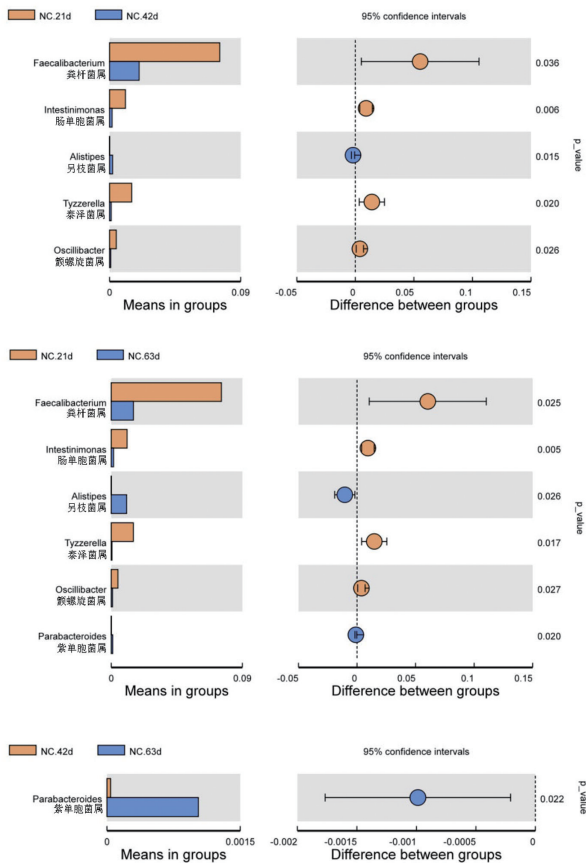 NC.21d NC.42d 95% confidence intervals
Faecalibacterium 0.036
粪杆菌属
Intestinimonas 0.006
肠单胞菌属
Alistipes 0.015
另枝菌属
Tyzzerella 0.020
泰泽菌属
Oscillibacter 0.026
颤螺旋菌属
p_value
0 0.09 -0.05 0 0.05 0.1 0.15
Means in groups Difference between groups
NC.21d NC.63d 95% confidence intervals
Faecalibacterium 0.025
粪杆菌属
Intestinimonas 0.005
肠单胞菌属
Alistipes 0.026
另枝菌属
Tyzzerella 0.017
泰泽菌属
Oscillibacter 0.027
颤螺旋菌属
Parabacteroides 0.020
紫单胞菌属
p_value
0 0.09 -0.05 0 0.05 0.1 0.15
Means in groups Difference between groups
NC.42d NC.63d 95% confidence intervals
Parabacteroides 0.022
紫单胞菌属
p_value
0 0.0015 -0.002 -0.0015 -0.001 -0.0005 0
Means in groups Difference between groups